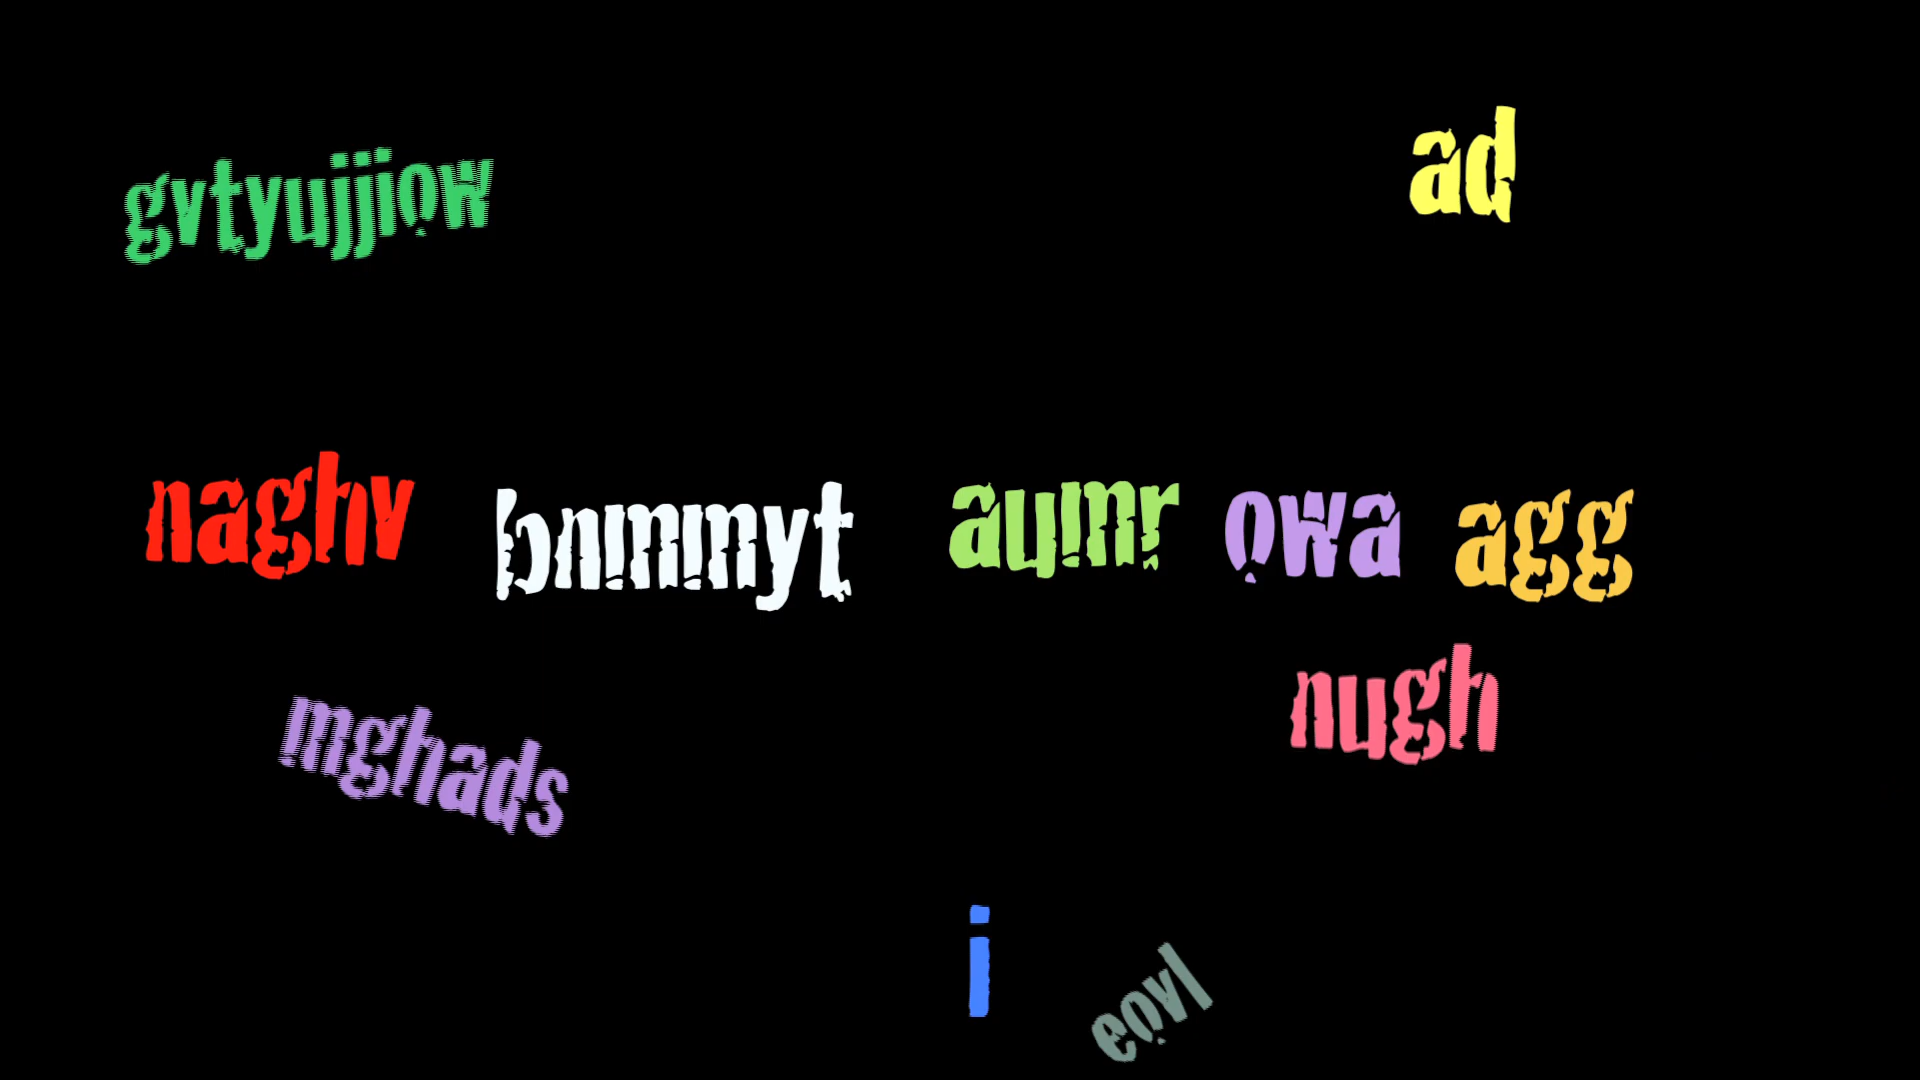 gvtyujjiow
ad
naghv bnmmyt aumr owa agg
nugh
mghads
i
eovl